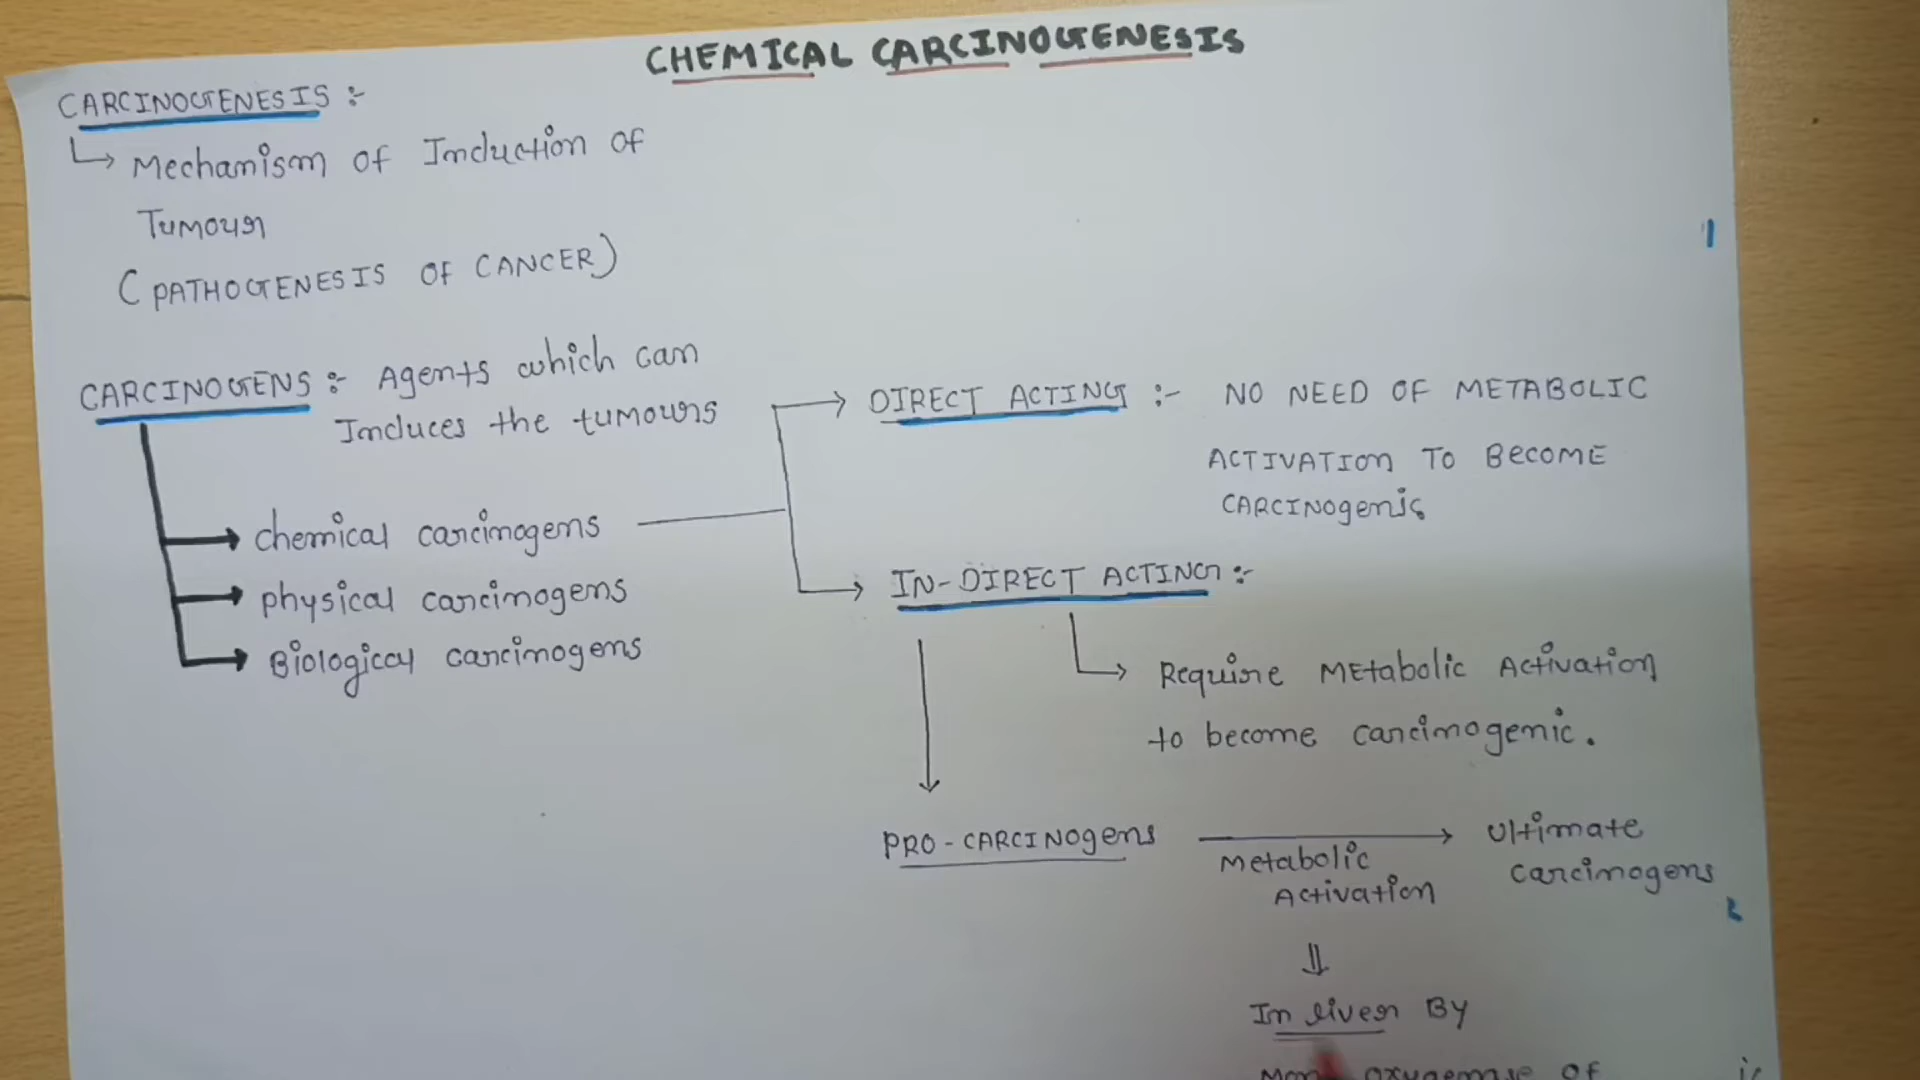 CHEMICAL CARCINOGENESIS
CARCINOGENESIS :-
Mechanism of Induction of
Tumour
(PATHOGENESIS OF CANCER)
CARCINOGENS :- Agents which can
Induces the tumours
chemical carcinogens
physical carcinogens
Biological carcinogens
DIRECT ACTING :- NO NEED OF METABOLIC
ACTIVATION TO BECOME
CARCINOgenic
IN-DIRECT ACTING :-
Require Metabolic Activation
to become carcinogenic.
PRO-CARCINOgens
Metabolic
Activation
Ultimate
carcinogens
In liver By
oxygenase of